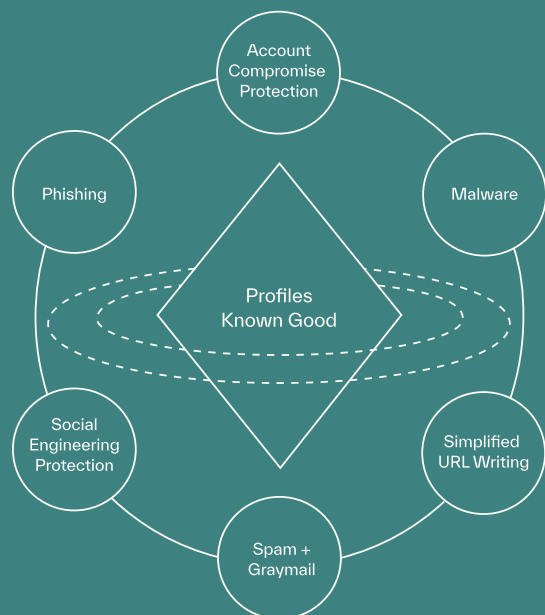 Account
Compromise
Protection
Phishing
Malware
Profiles
Known Good
Social
Engineering
Protection
Simplified
URL Writing
Spam +
Graymail